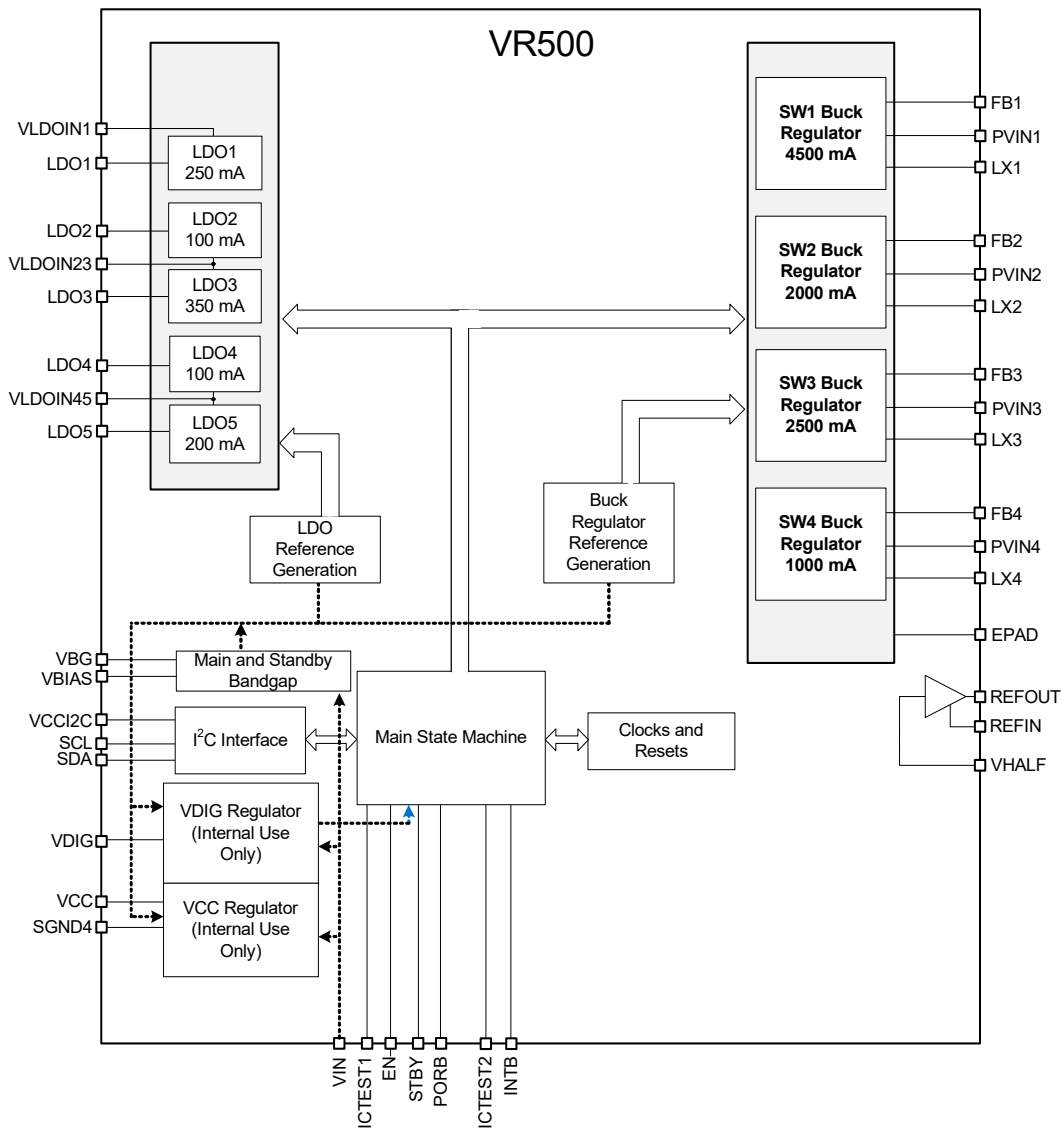 VR500
VLDOIN1
LDO1
LDO2
VLDOIN23
LDO3
LDO4
VLDOIN45
LDO5
LDO1
250 mA
LDO2
100 mA
LDO3
350 mA
LDO4
100 mA
LDO5
200 mA
SW1 Buck
Regulator
4500 mA
SW2 Buck
Regulator
2000 mA
SW3 Buck
Regulator
2500 mA
SW4 Buck
Regulator
1000 mA
FB1
PVIN1
LX1
FB2
PVIN2
LX2
FB3
PVIN3
LX3
FB4
PVIN4
LX4
EPAD
REFOUT
REFIN
VHALF
LDO
Reference
Generation
Buck
Regulator
Reference
Generation
VBG
VBIAS
Main and Standby
Bandgap
VCCI2C
SCL
SDA
I²C Interface
Main State Machine
Clocks and
Resets
VDIG
VDIG Regulator
(Internal Use
Only)
VCC
SGND4
VCC Regulator
(Internal Use
Only)
VIN
ICTEST1
EN
STBY
PORB
ICTEST2
INTB